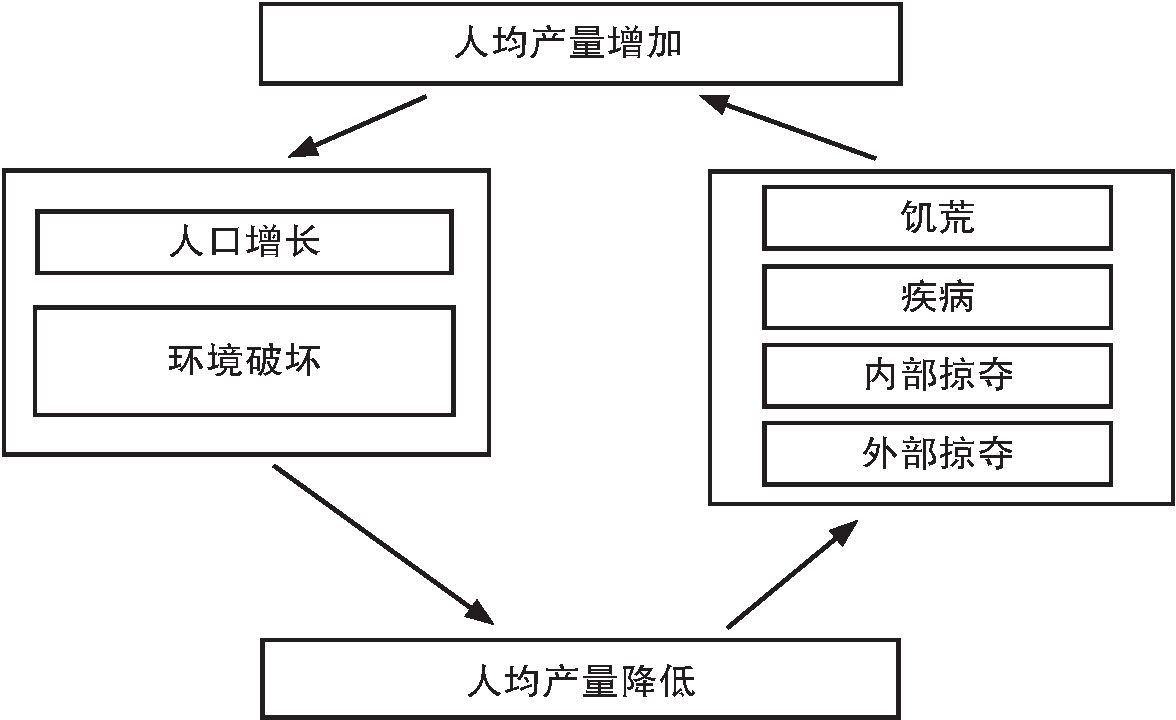 人均产量增加
人口增长
环境破坏
饥荒
疾病
内部掠夺
外部掠夺
人均产量降低